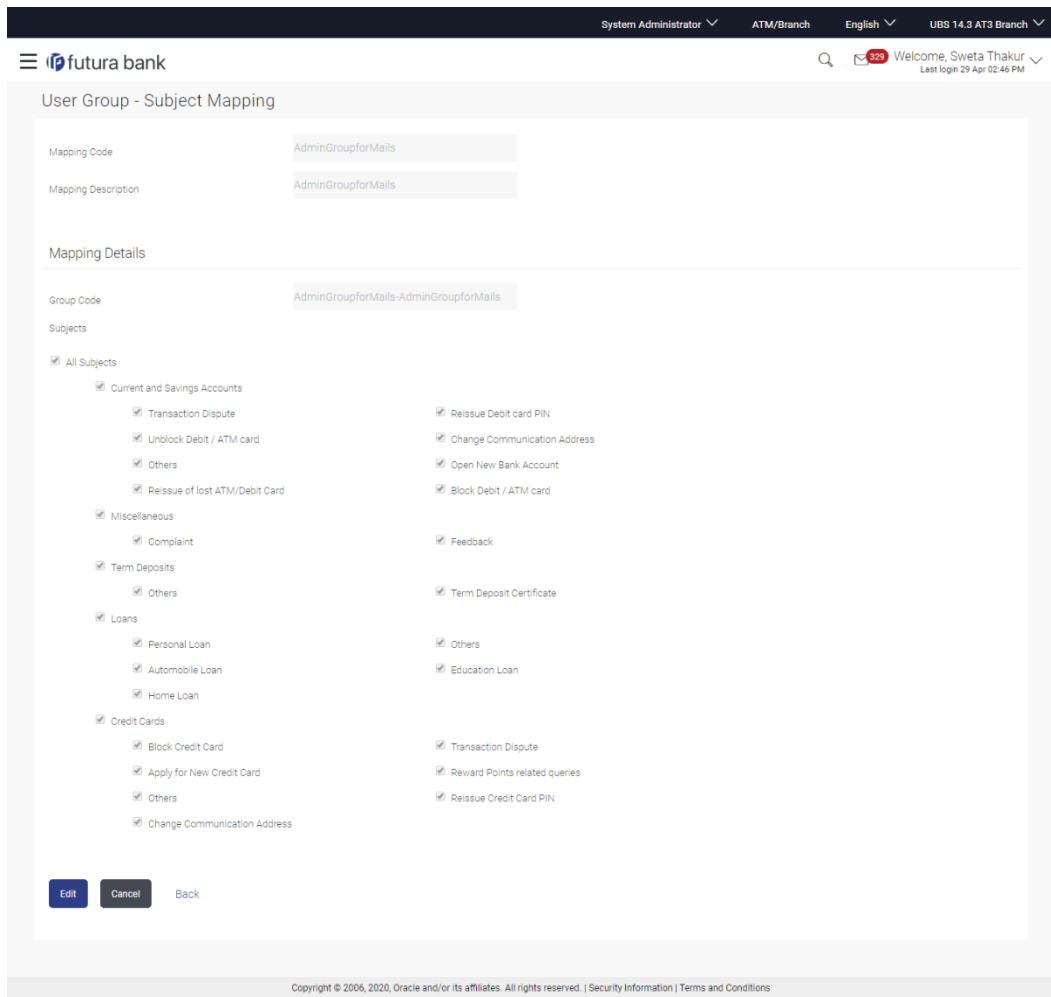 System Administrator ATM/Branch English UBS 14.3 AT3 Branch
futura bank 329 Welcome, Sweta Thakur
Last login 29 Apr 02:46 PM
User Group - Subject Mapping
Mapping Code AdminGroupforMails
Mapping Description AdminGroupforMails
Mapping Details
Group Code AdminGroupforMails-AdminGroupforMails
Subjects
All Subjects
Current and Savings Accounts
Transaction Dispute Reissue Debit card PIN
Unblock Debit / ATM card Change Communication Address
Others Open New Bank Account
Reissue of lost ATM/Debit Card Block Debit / ATM card
Miscellaneous
Complaint Feedback
Term Deposits
Others Term Deposit Certificate
Loans
Personal Loan Others
Automobile Loan Education Loan
Home Loan
Credit Cards
Block Credit Card Transaction Dispute
Apply for New Credit Card Reward Points related queries
Others Reissue Credit Card PIN
Change Communication Address
Edit Cancel Back
Copyright © 2006, 2020, Oracle and/or its affiliates. All rights reserved. | Security Information | Terms and Conditions